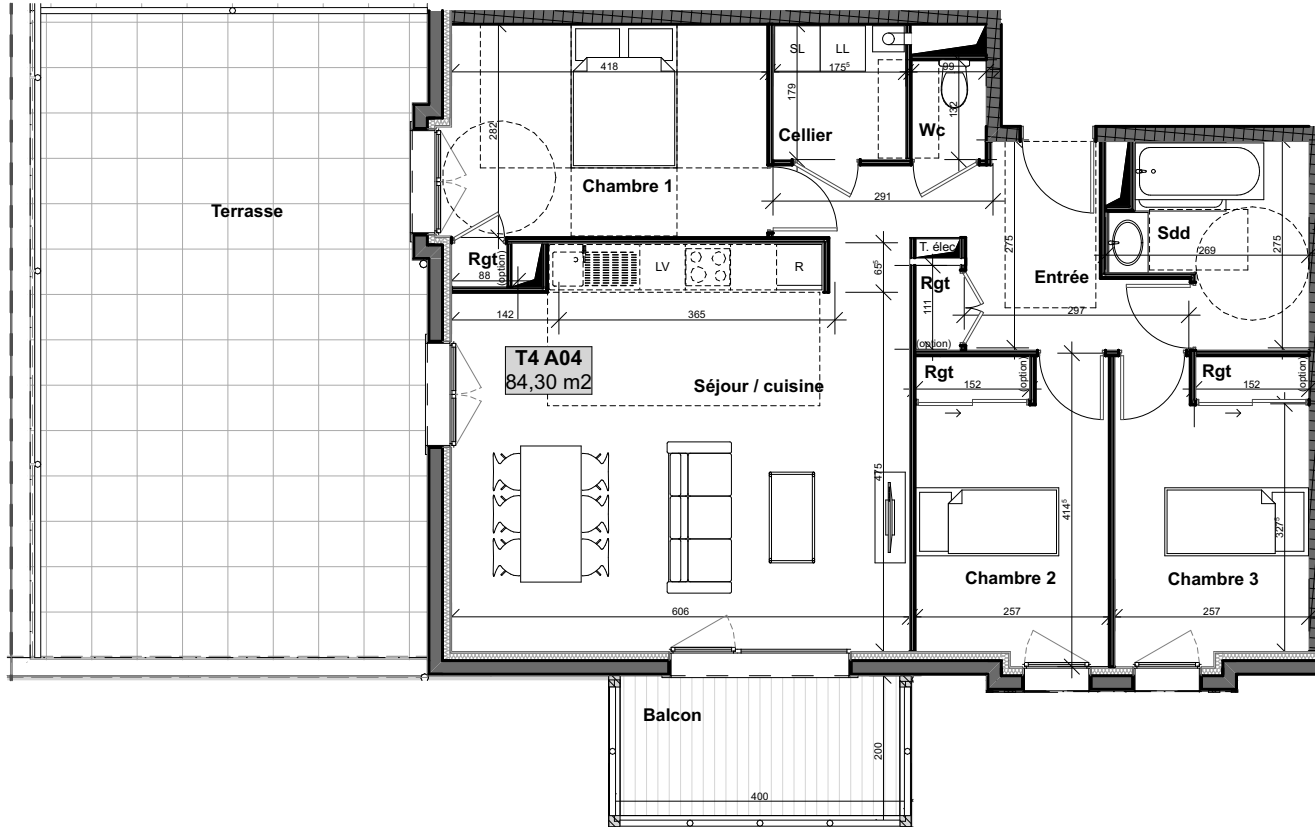 SL
LL
418
175⁵
99
179
132
282
Cellier
Wc
Chambre 1
Terrasse
291
275
Sdd
269
275
T. élec
Rgt
88
(option)
LV
R
65⁵
Rgt
111
(option)
Entrée
297
142
365
T4 A04
84,30 m2
Séjour / cuisine
Rgt
152
(option)
Rgt
152
(option)
475
414⁵
327⁵
Chambre 2
Chambre 3
606
257
257
Balcon
200
400